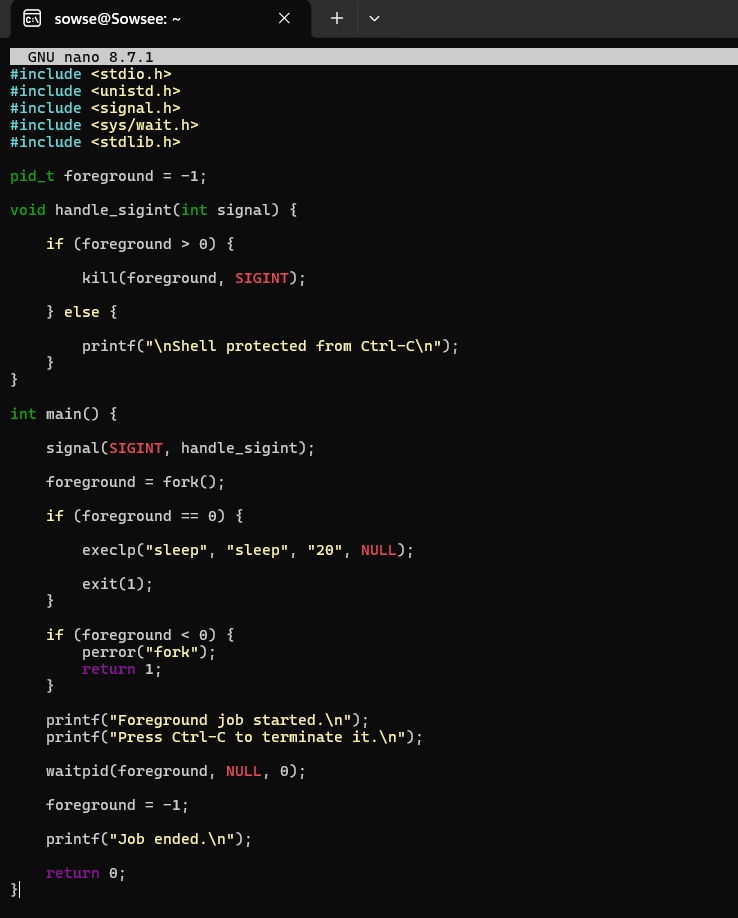 sowse@Sowsee: ~
GNU nano 8.7.1
#include <stdio.h>
#include <unistd.h>
#include <signal.h>
#include <sys/wait.h>
#include <stdlib.h>
pid_t foreground = -1;
void handle_sigint(int signal) {
    if (foreground > 0) {
        kill(foreground, SIGINT);
    } else {
        printf("\nShell protected from Ctrl-C\n");
    }
}
int main() {
    signal(SIGINT, handle_sigint);
    foreground = fork();
    if (foreground == 0) {
        execlp("sleep", "sleep", "20", NULL);
        exit(1);
    }
    if (foreground < 0) {
        perror("fork");
        return 1;
    }
    printf("Foreground job started.\n");
    printf("Press Ctrl-C to terminate it.\n");
    waitpid(foreground, NULL, 0);
    foreground = -1;
    printf("Job ended.\n");
    return 0;
}